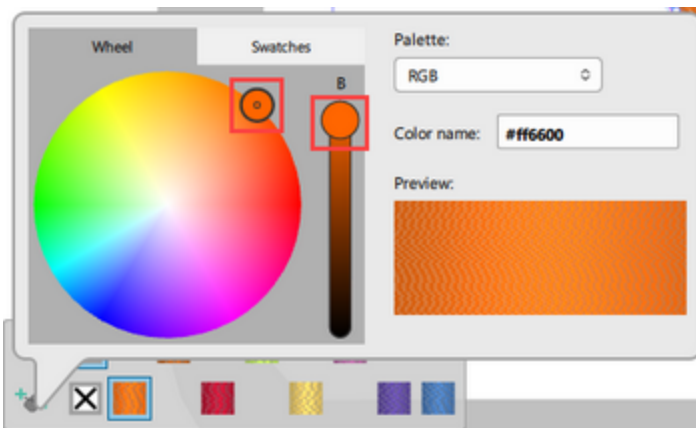 Wheel
Swatches
B
Palette:
RGB
Color name:
#ff6600
Preview: